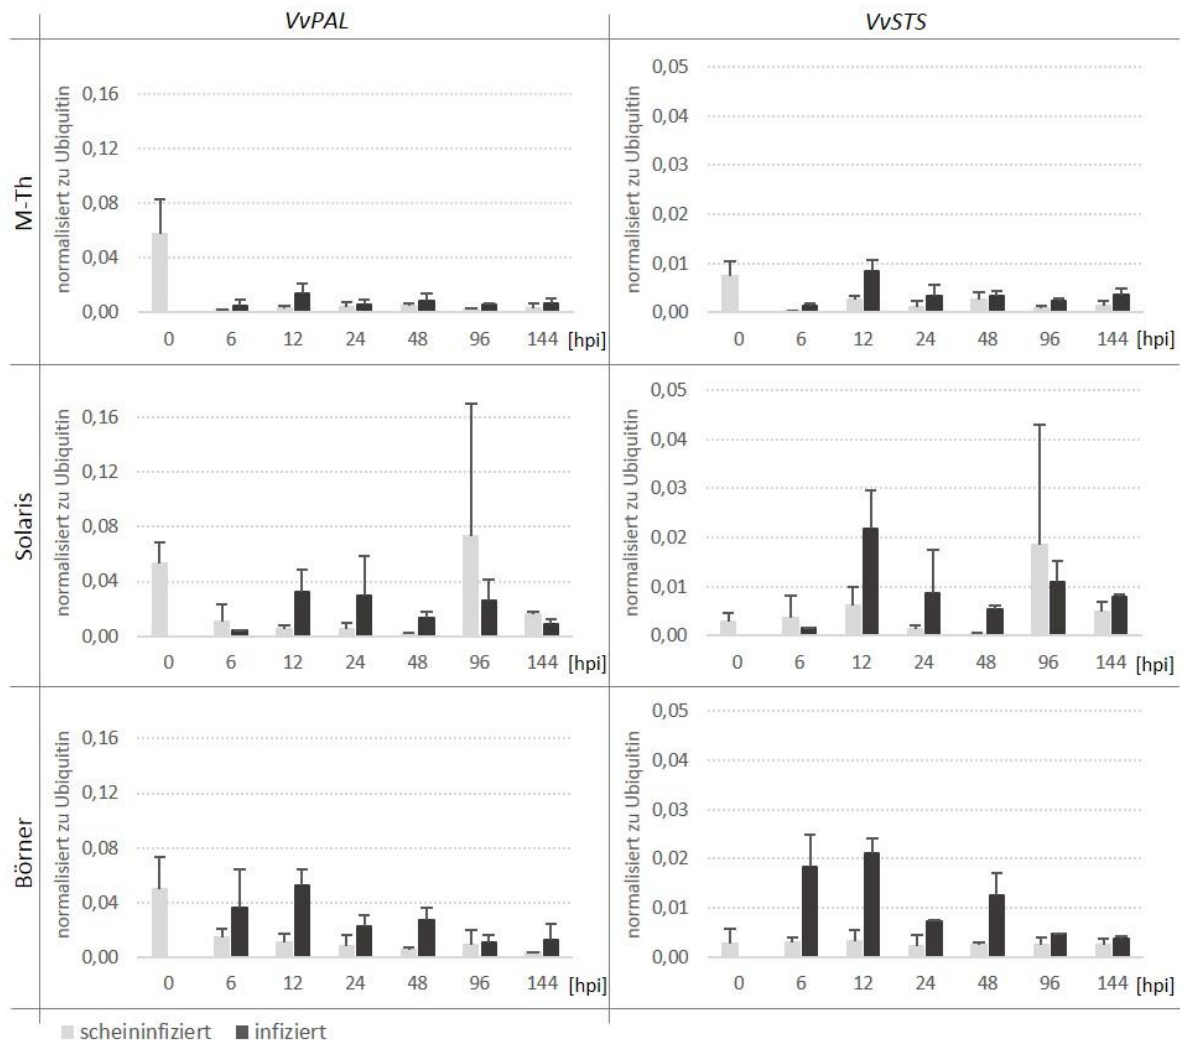 VvPAL
VvSTS
M-Th
normalisiert zu Ubiquitin
0,16
0,12
0,08
0,04
0,00
0 6 12 24 48 96 144 [hpi]
normalisiert zu Ubiquitin
0,05
0,04
0,03
0,02
0,01
0,00
0 6 12 24 48 96 144 [hpi]
Solaris
normalisiert zu Ubiquitin
0,16
0,12
0,08
0,04
0,00
0 6 12 24 48 96 144 [hpi]
normalisiert zu Ubiquitin
0,05
0,04
0,03
0,02
0,01
0,00
0 6 12 24 48 96 144 [hpi]
Börner
normalisiert zu Ubiquitin
0,16
0,12
0,08
0,04
0,00
0 6 12 24 48 96 144 [hpi]
normalisiert zu Ubiquitin
0,05
0,04
0,03
0,02
0,01
0,00
0 6 12 24 48 96 144 [hpi]
scheininfiziert infiziert